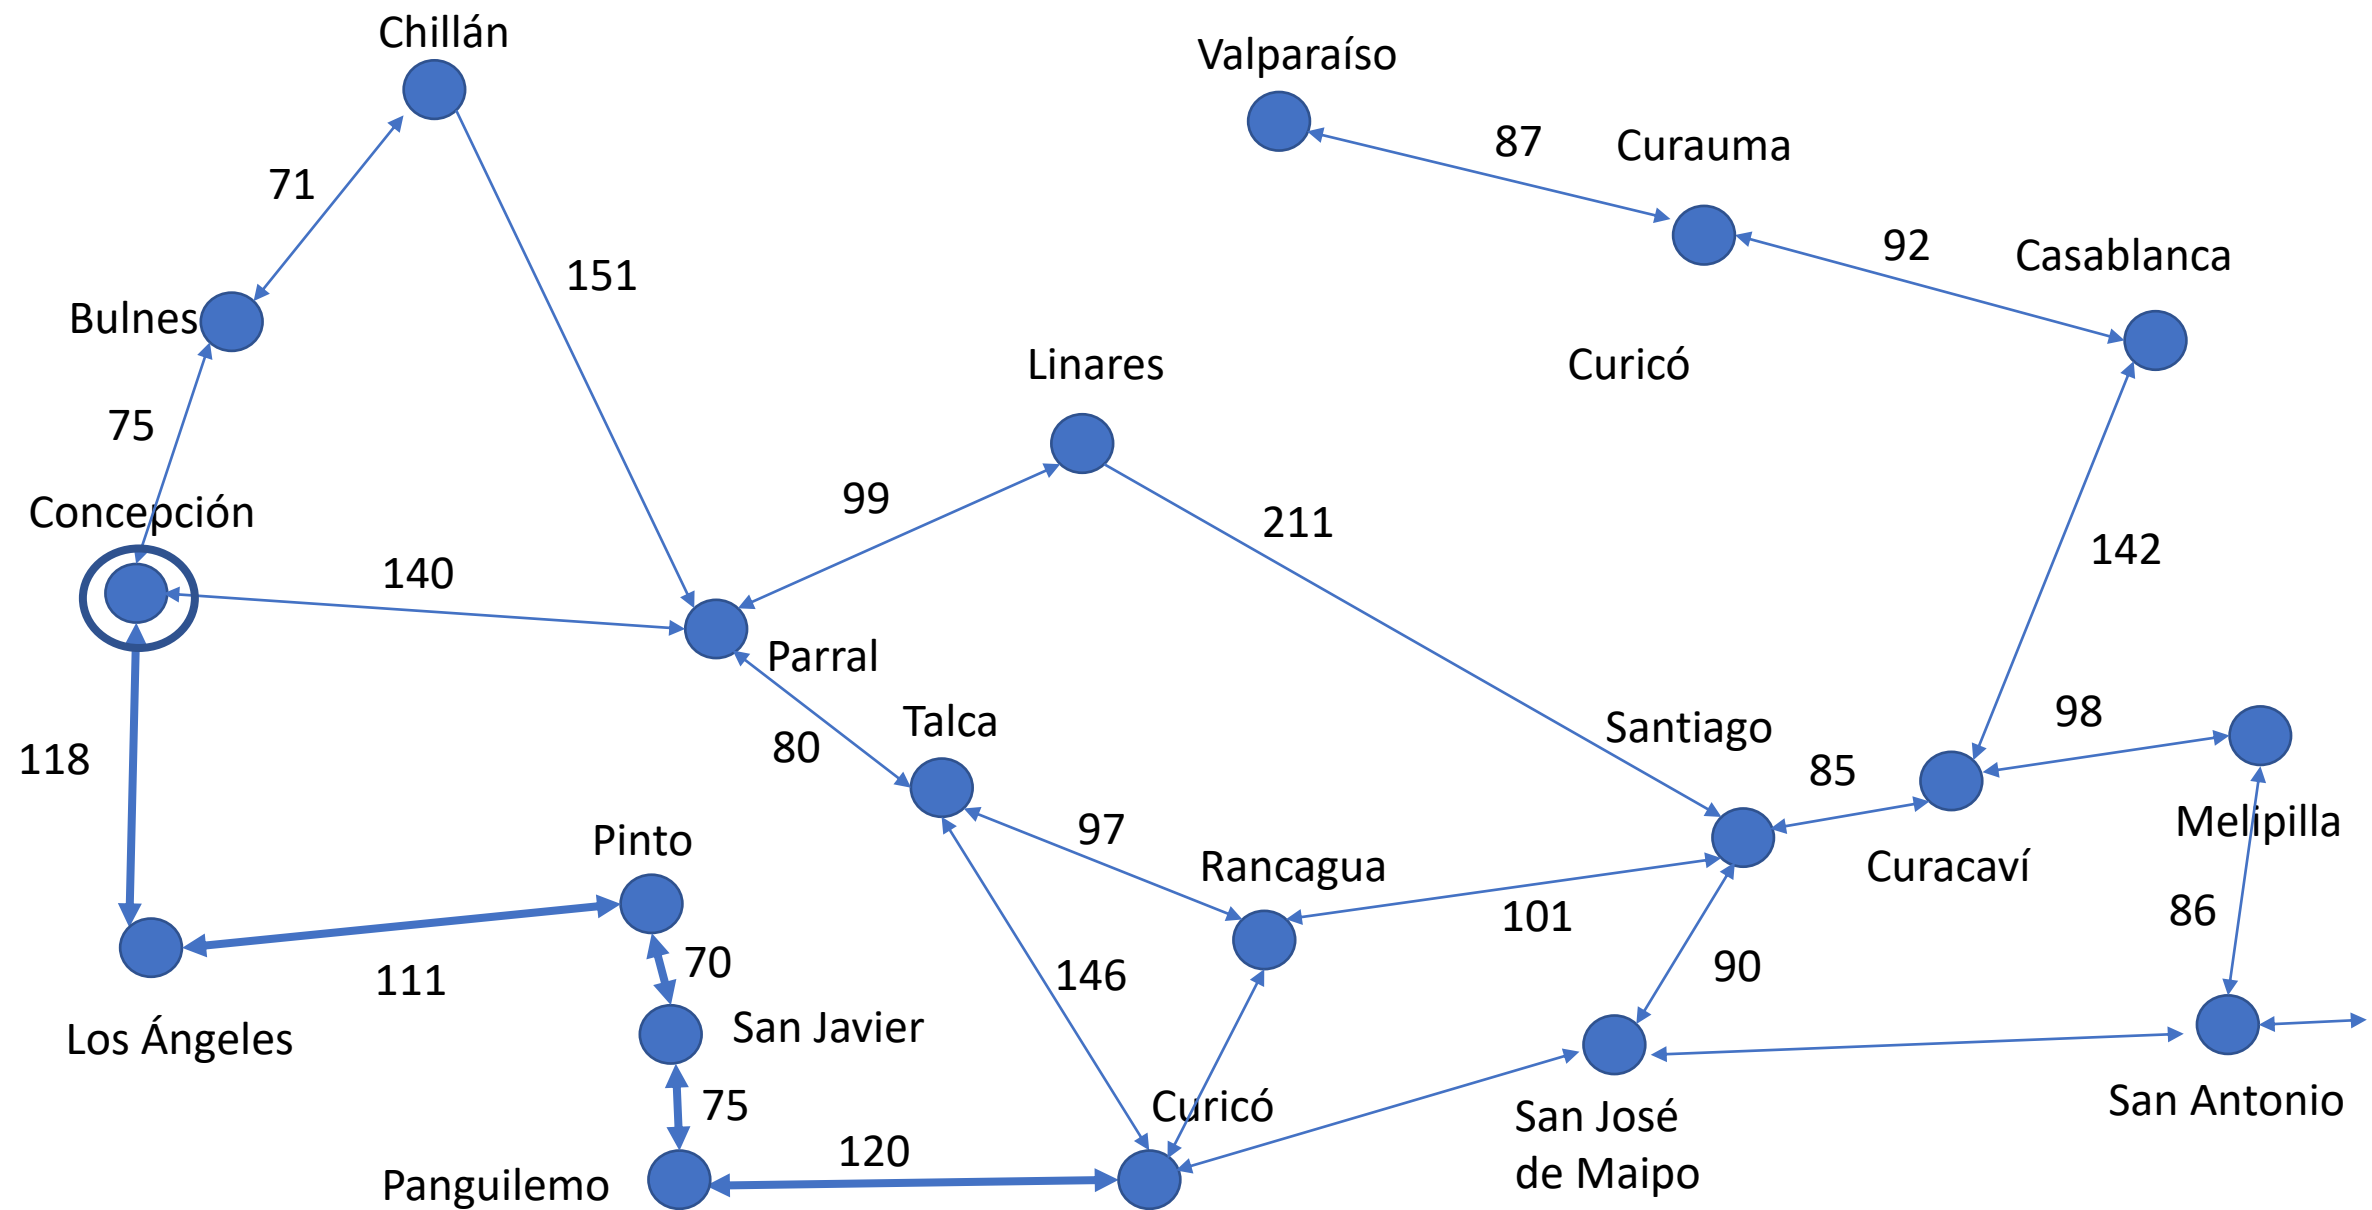 Chillán
Valparaíso
87
Curauma
71
92
Casablanca
151
Bulnes
Linares
Curicó
75
99
211
Concepción
142
140
Parral
Talca
Santiago
98
118
80
85
97
Melipilla
Pinto
Rancagua
Curacaví
101
86
70
146
90
111
San Javier
Los Ángeles
75
Curicó
San José
de Maipo
San Antonio
120
Panguilemo